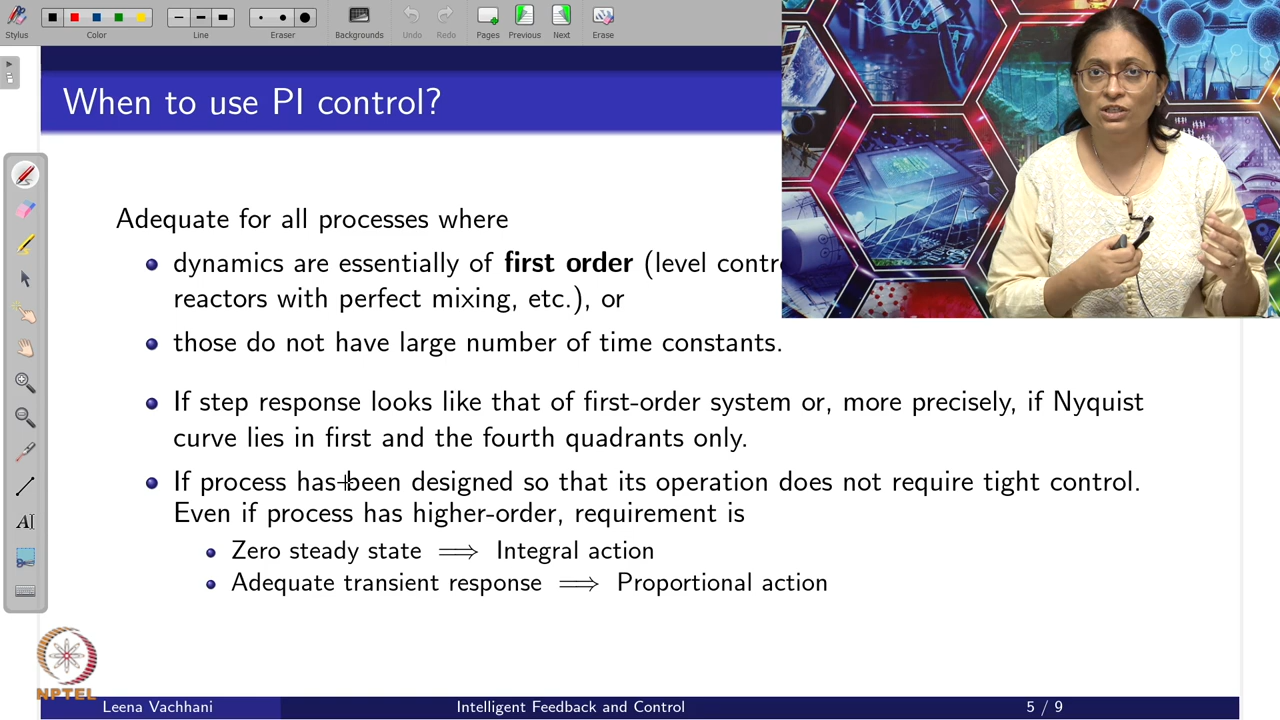 Stylus
Color
Line
Eraser
Backgrounds
Undo
Redo
Pages
Previous
Next
Erase
When to use PI control?
Adequate for all processes where
dynamics are essentially of first order (level contro
reactors with perfect mixing, etc.), or
those do not have large number of time constants.
If step response looks like that of first-order system or, more precisely, if Nyquist
curve lies in first and the fourth quadrants only.
If process has been designed so that its operation does not require tight control.
Even if process has higher-order, requirement is
Zero steady state ⟹ Integral action
Adequate transient response ⟹ Proportional action
NPTEL
Leena Vachhani
Intelligent Feedback and Control
5 / 9